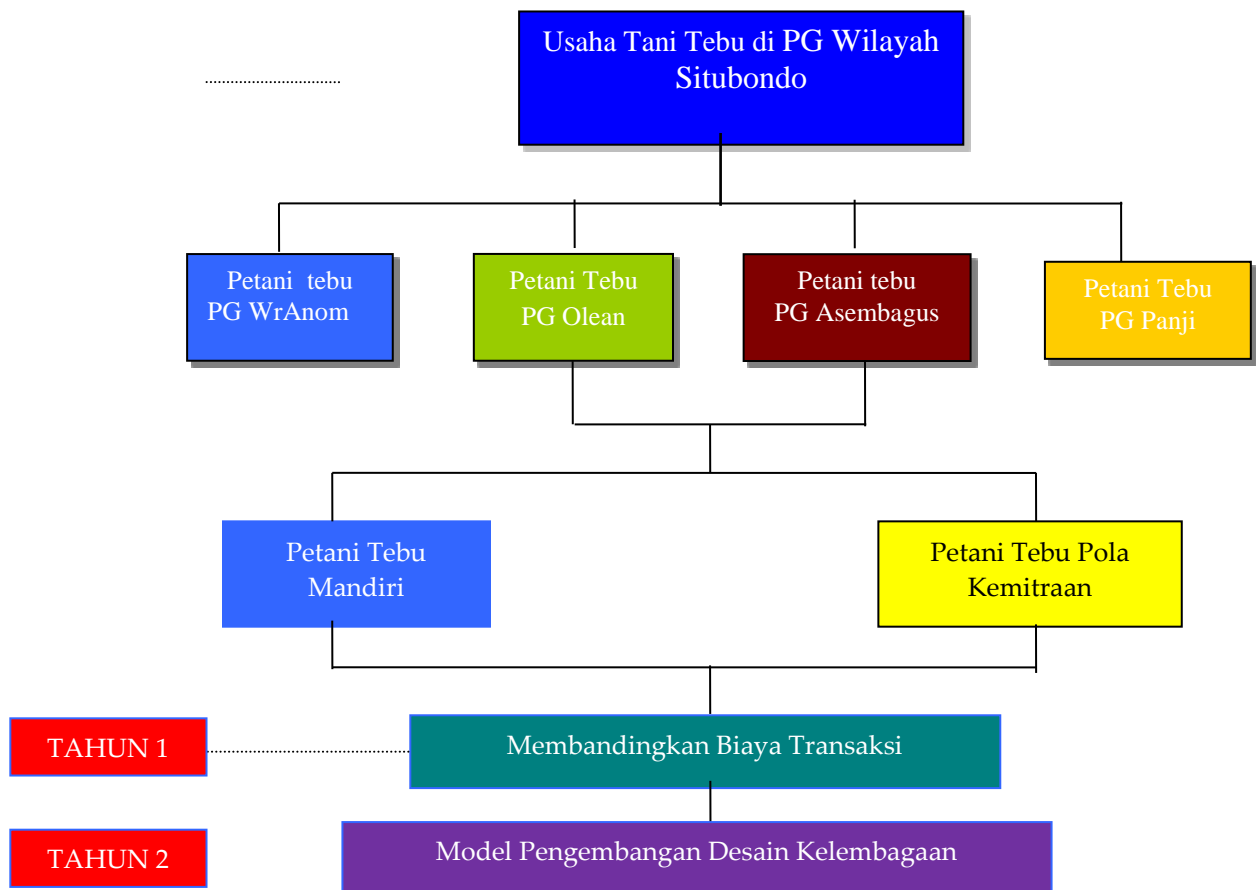 Usaha Tani Tebu di PG Wilayah
Situbondo
Petani tebu
PG WrAnom
Petani Tebu
PG Olean
Petani tebu
PG Asembagus
Petani Tebu
PG Panji
Petani Tebu
Mandiri
Petani Tebu Pola
Kemitraan
TAHUN 1
Membandingkan Biaya Transaksi
TAHUN 2
Model Pengembangan Desain Kelembagaan